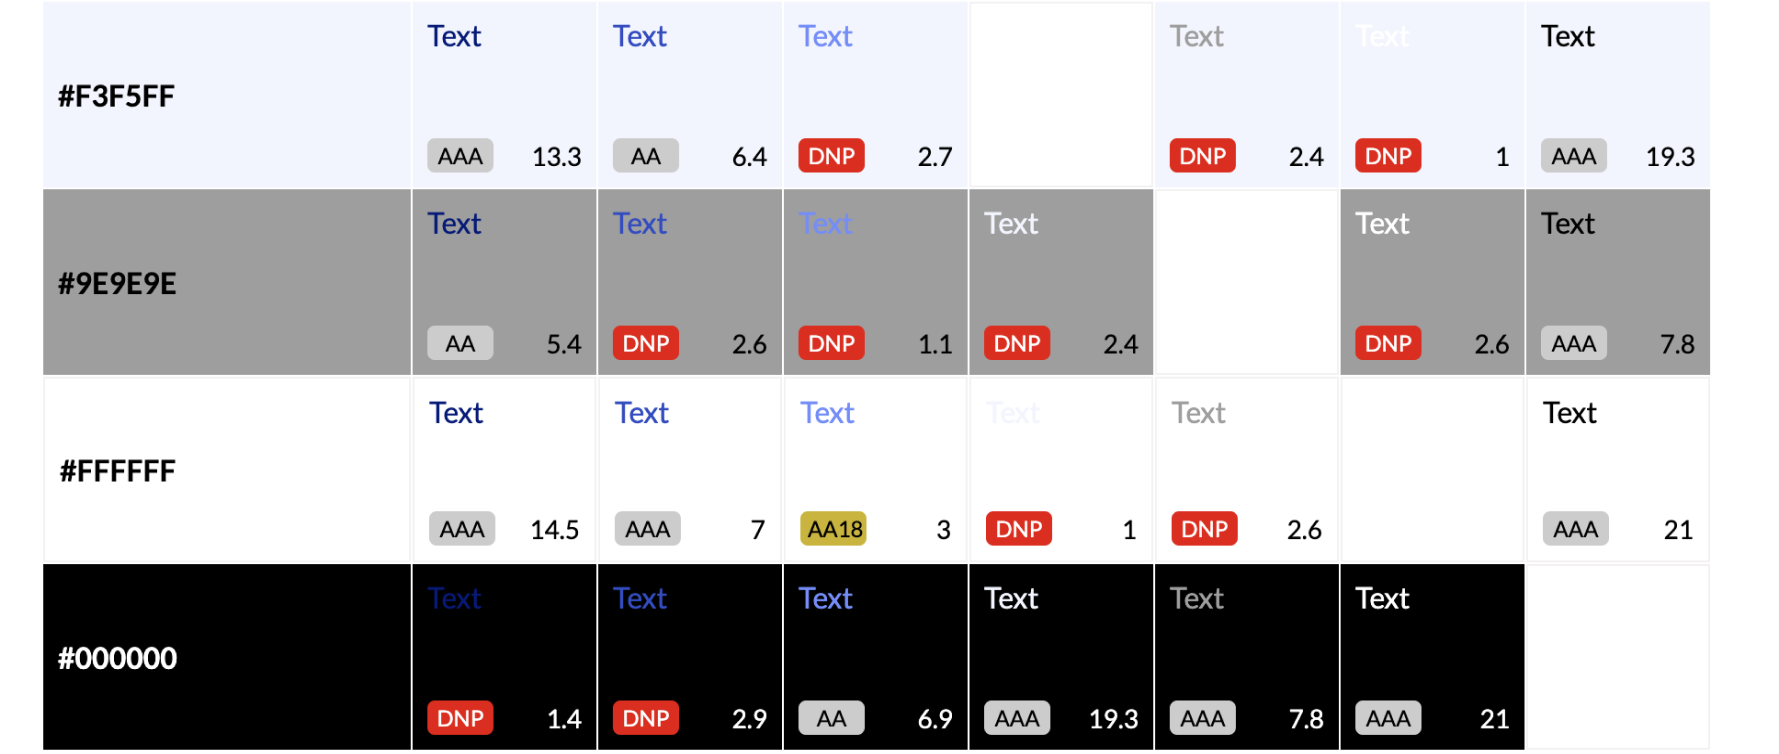 Text Text Text Text Text Text
#F3F5FF
AAA 13.3 AA 6.4 DNP 2.7 DNP 2.4 DNP 1 AAA 19.3
Text Text Text Text Text Text
#9E9E9E
AA 5.4 DNP 2.6 DNP 1.1 DNP 2.4 DNP 2.6 AAA 7.8
Text Text Text Text Text Text
#FFFFFF
AAA 14.5 AAA 7 AA18 3 DNP 1 DNP 2.6 AAA 21
Text Text Text Text Text Text
#000000
DNP 1.4 DNP 2.9 AA 6.9 AAA 19.3 AAA 7.8 AAA 21